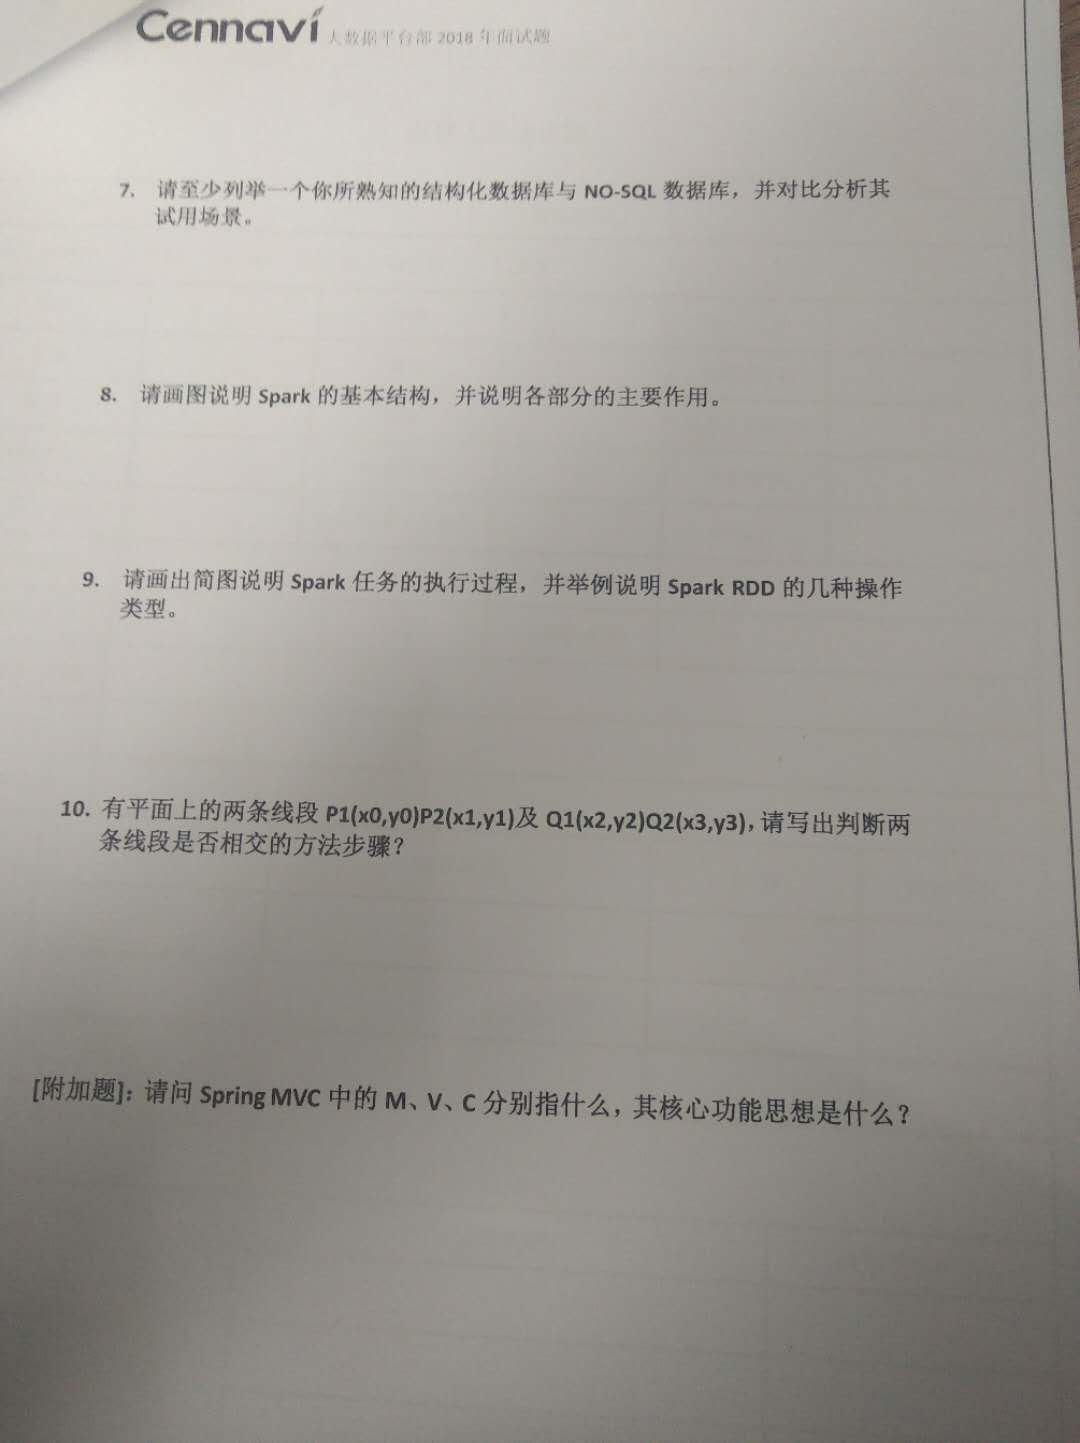 Cennavi 大数据平台部 2018 年面试题
7. 请至少列举一个你所熟知的结构化数据库与 NO-SQL 数据库，并对比分析其
试用场景。
8. 请画图说明 Spark 的基本结构，并说明各部分的主要作用。
9. 请画出简图说明 Spark 任务的执行过程，并举例说明 Spark RDD 的几种操作
类型。
10. 有平面上的两条线段 P1(x0,y0)P2(x1,y1)及 Q1(x2,y2)Q2(x3,y3)，请写出判断两
条线段是否相交的方法步骤？
[附加题]：请问 Spring MVC 中的 M、V、C 分别指什么，其核心功能思想是什么？